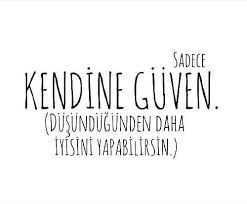 SADECE
KENDİNE GÜVEN.
(DÜŞÜNDÜĞÜNDEN DAHA
İYİSİNİ YAPABİLİRSİN.)